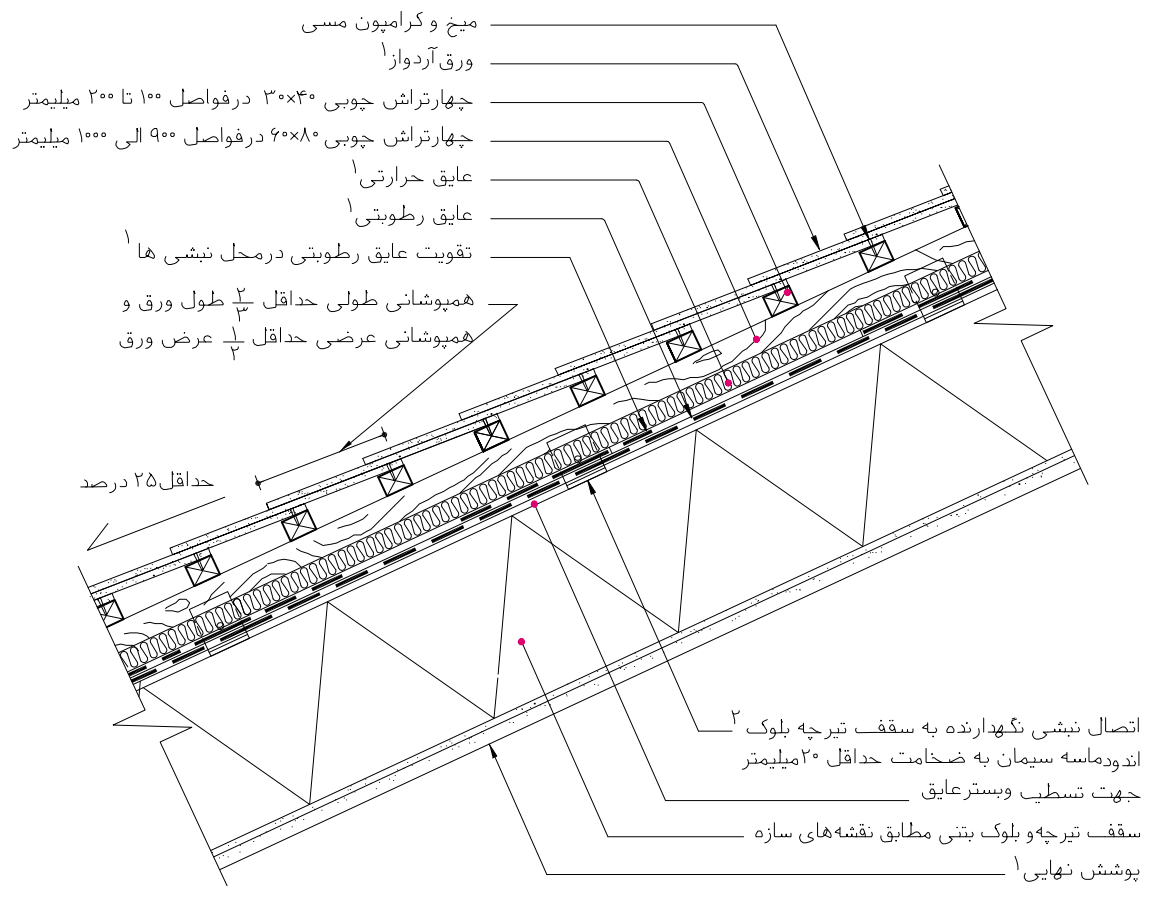 میخ و کرامپون مسی
ورق آردواز۱
چهارتراش چوبی ۴۰×۳۰ درفواصل ۱۰۰ تا ۲۰۰ میلیمتر
چهارتراش چوبی ۸۰×۶۰ درفواصل ۹۰۰ الی ۱۰۰۰ میلیمتر
عایق حرارتی۱
عایق رطوبتی۱
تقویت عایق رطوبتی درمحل نبشی ها۱
همپوشانی طولی حداقل ۲/۳ طول ورق و
همپوشانی عرضی حداقل ۱/۲ عرض ورق
حداقل۲۵ درصد
اتصال نبشی نگهدارنده به سقف تیرچه بلوک ۲
اندودماسه سیمان به ضخامت حداقل ۲۰میلیمتر
جهت تسطیب وبسترعایق
سقف تیرچه‌و بلوک بتنی مطابق نقشه‌های سازه
پوشش نهایی۱